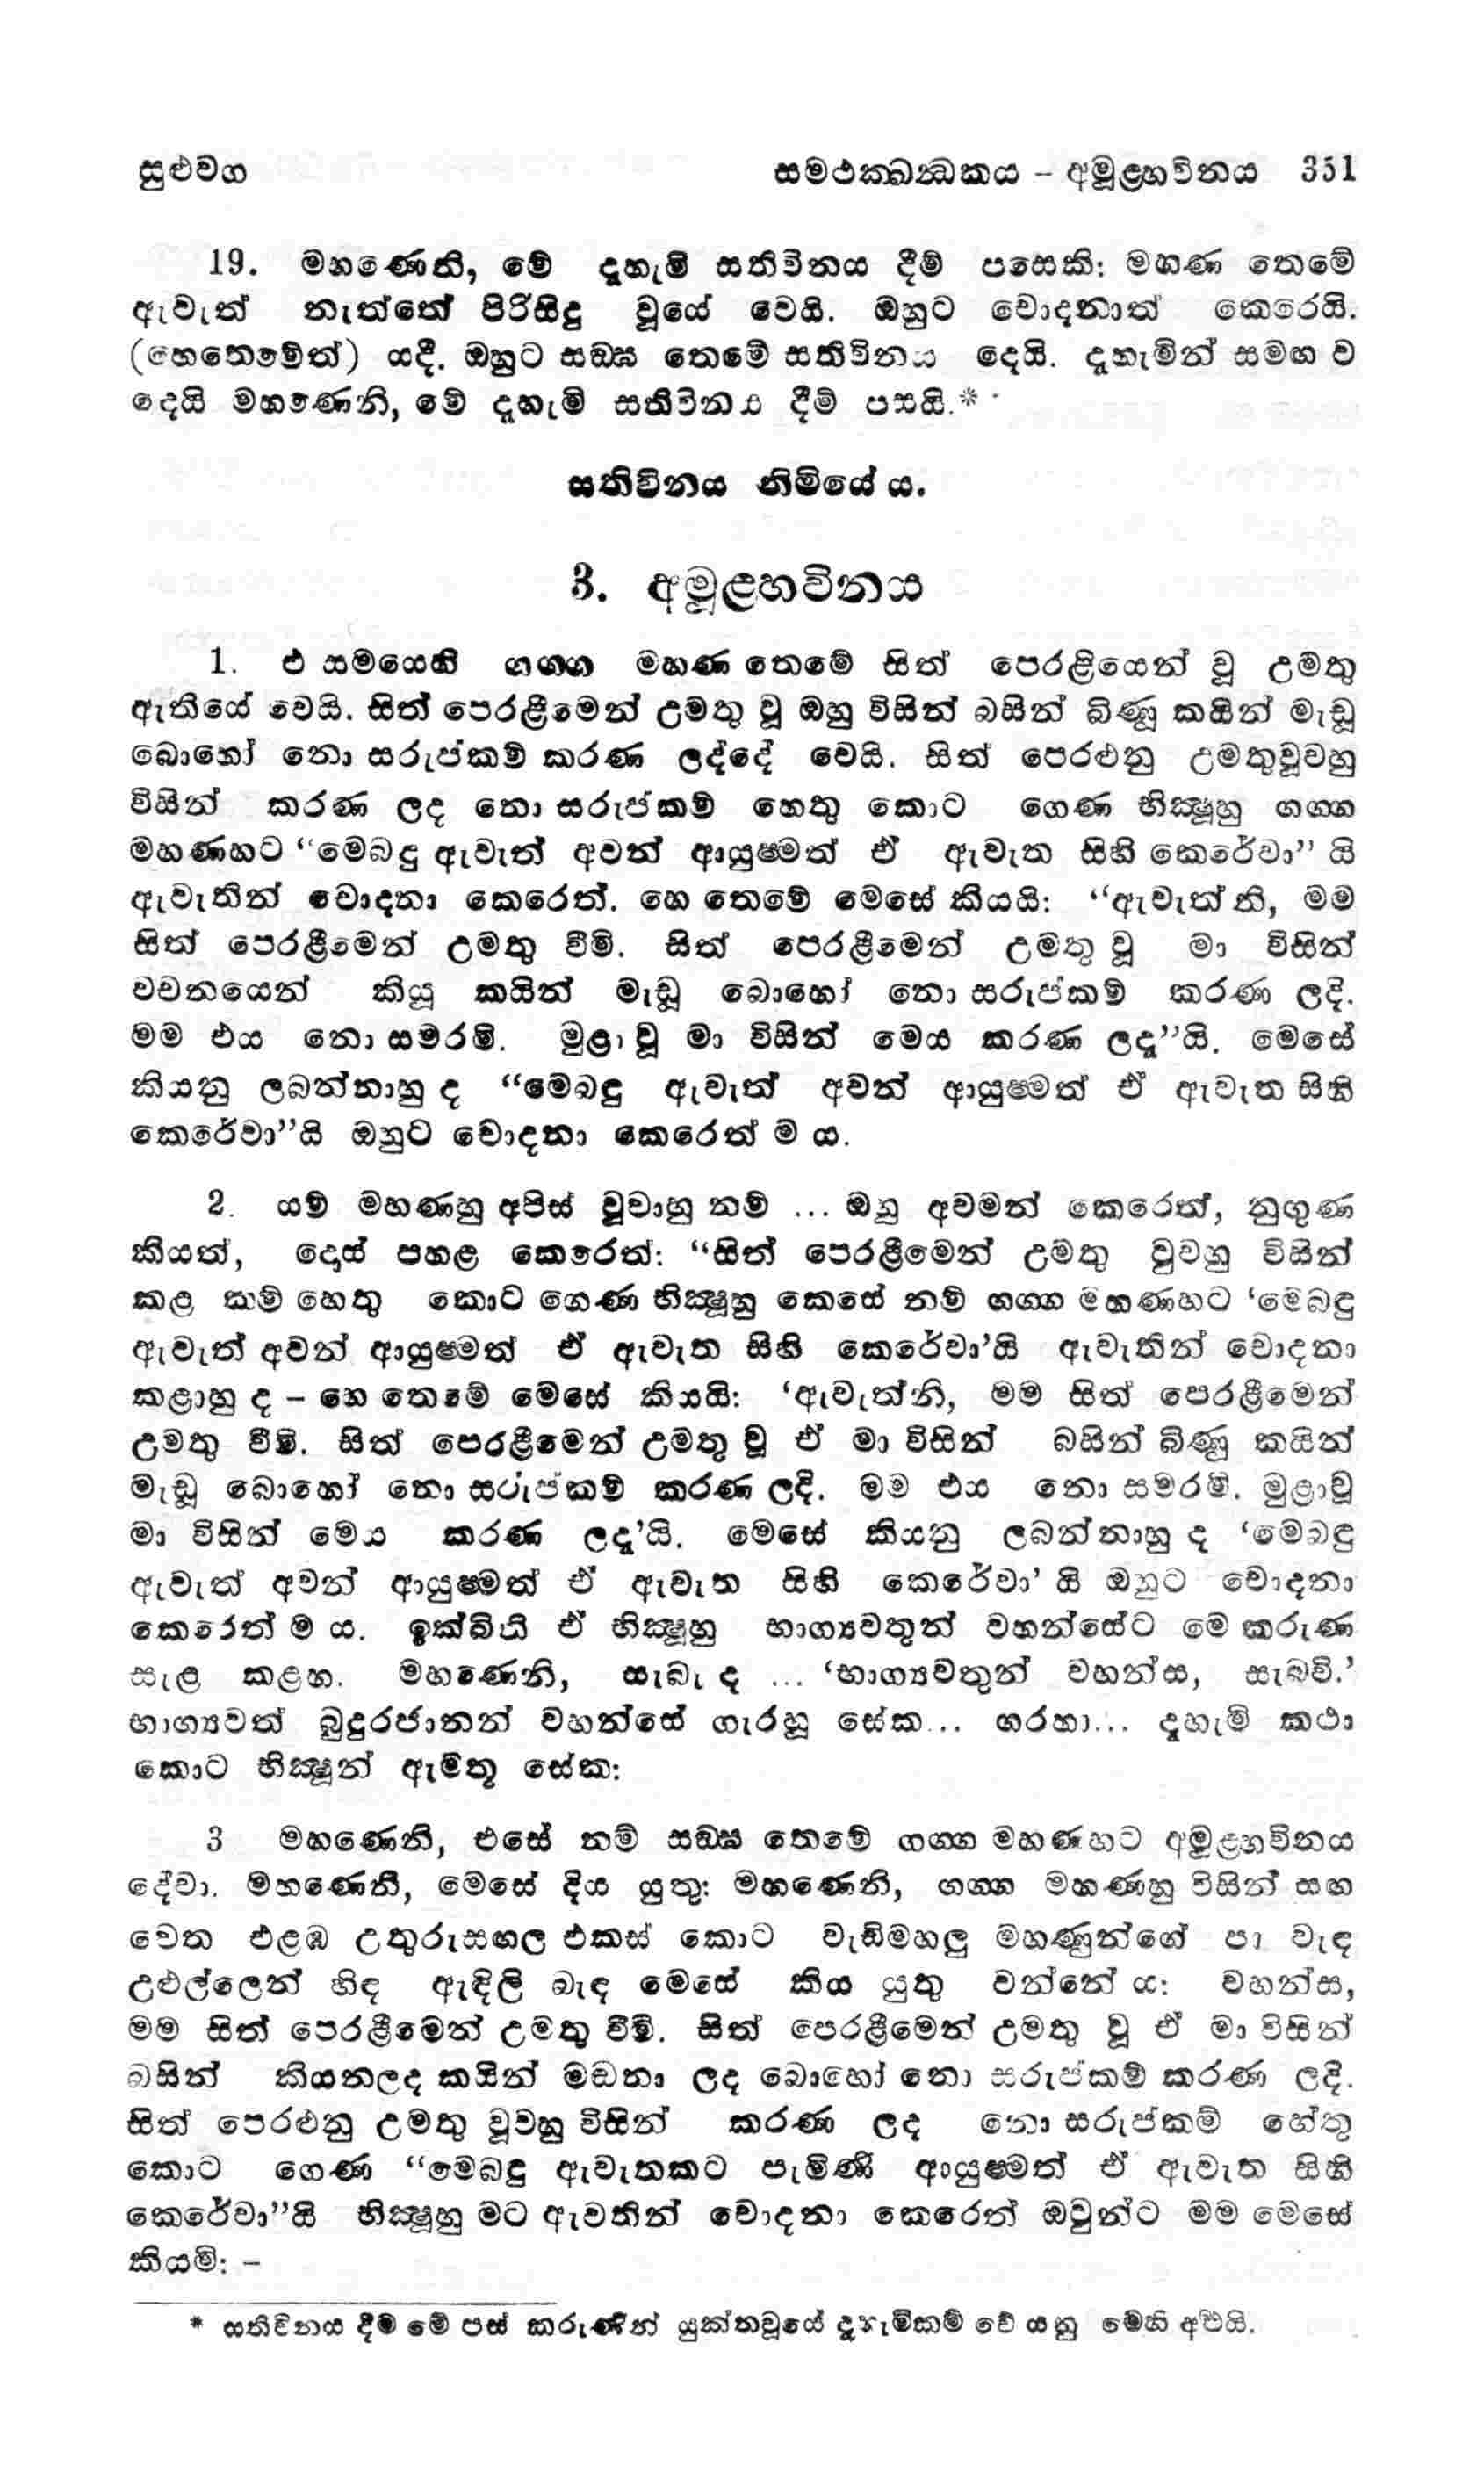 සුළුවග සමථක්ඛන්ධකය – අමූළ්හවිනය 351
19. මහණෙනි, මේ දැහැමි සතිවිනය දීම් පසෙකි: මහණ තෙමේ
ඇවැත් නැත්තේ පිරිසිදු වූයේ වෙයි. ඔහුට චොදනාත් කෙරෙයි.
(හෙතෙමේත්) යදී. ඔහුට සඞ්ඝ තෙමේ සතිවිනය දෙයි. දැහැමින් සමඟ ව
දෙයි මහණෙනි, මේ දැහැමි සතිවිනය දීම් පසයි.*
සතිවිනය නිමියේ ය.
3. අමූළ්හවිනය
1. එ සමයෙහි ගග්ග මහණ තෙමේ සිත් පෙරළියෙන් වූ උමතු
ඇතියේ වෙයි. සිත් පෙරළීමෙන් උමතු වූ ඔහු විසින් බසින් බිණූ කයින් මැඩූ
බොහෝ නො සරුප්කම් කරණ ලද්දේ වෙයි. සිත් පෙරළුනු උමතුවූවහු
විසින් කරණ ලද නො සරුප්කම් හෙතු කොට ගෙණ භික්ෂූහු ගග්ග
මහණහට “මෙබඳු ඇවැත් අවන් ආයුෂ්මත් ඒ ඇවැත සිහි කෙරේවා” යි
ඇවැතින් චොදනා කෙරෙත්. හෙ තෙමේ මෙසේ කියයි: “ඇවැත්නි, මම
සිත් පෙරළීමෙන් උමතු වීමි. සිත් පෙරළීමෙන් උමතු වූ මා විසින්
වචනයෙන් කියූ කයින් මැඩූ බොහෝ නො සරුප්කම් කරණ ලදි.
මම එය නො සමරමි. මුළා වූ මා විසින් මෙය කරණ ලදැ”යි. මෙසේ
කියනු ලබන්නාහු ද “මෙබඳු ඇවැත් අවන් ආයුෂ්මත් ඒ ඇවැත සිහි
කෙරේවා”යි ඔහුට චොදනා කෙරෙත් ම ය.
2. යම් මහණහු අපිස් වූවාහු නම් ... ඔහු අවමන් කෙරෙත්, නුගුණ
කියත්, දොස් පහළ කෙරෙත්: “සිත් පෙරළීමෙන් උමතු වූවහු විසින්
කළ කම් හෙතු කොට ගෙණ භික්ෂූහු කෙසේ නම් ගග්ග මහණහට ‘මෙබඳු
ඇවැත් අවන් ආයුෂ්මත් ඒ ඇවැත සිහි කෙරේවා’යි ඇවැතින් චොදනා
කළාහු ද – හෙ තෙමේ මෙසේ කියයි: ‘ඇවැත්නි, මම සිත් පෙරළීමෙන්
උමතු වීමි. සිත් පෙරළීමෙන් උමතු වූ ඒ මා විසින් බසින් බිණූ කයින්
මැඩූ බොහෝ නො සරුප්කම් කරණ ලදි. මම එය නො සමරමි. මුළාවූ
මා විසින් මෙය කරණ ලදැ’යි. මෙසේ කියනු ලබන්නාහු ද ‘මෙබඳු
ඇවැත් අවන් ආයුෂ්මත් ඒ ඇවැත සිහි කෙරේවා’ යි ඔහුට චොදනා
කෙරෙත් ම ය. ඉක්බිති ඒ භික්ෂූහු භාග්‍යවතුන් වහන්සේට මෙ කරුණ
සැළ කළහ. මහණෙනි, සැබැ ද ... ‘භාග්‍යවතුන් වහන්ස, සැබවි.’
භාග්‍යවත් බුදුරජානන් වහන්සේ ගැරහූ සේක... ගරහා... දැහැමි කථා
කොට භික්ෂූන් ඇමතූ සේක:
3 මහණෙනි, එසේ නම් සඞ්ඝ තෙමේ ගග්ග මහණහට අමූළ්හවිනය
දේවා. මහණෙනි, මෙසේ දිය යුතු: මහණෙනි, ගග්ග මහණහු විසින් සඟ
වෙත එළඹ උතුරුසඟල එකස් කොට වැඩිමහලු මහණුන්ගේ පා වැඳ
උළුල්ලෙන් හිඳ ඇඳිලි බැඳ මෙසේ කිය යුතු වන්නේ ය: වහන්ස,
මම සිත් පෙරළීමෙන් උමතු වීමි. සිත් පෙරළීමෙන් උමතු වූ ඒ මා විසින්
බසින් කියනලද කයින් මඩනා ලද බොහෝ නො සරුප්කම් කරණ ලදි.
සිත් පෙරළුනු උමතු වූවහු විසින් කරණ ලද නො සරුප්කම් හේතු
කොට ගෙණ “මෙබඳු ඇවැතකට පැමිණි ආයුෂ්මත් ඒ ඇවැත සිහි
කෙරේවා”යි භික්ෂූහු මට ඇවතින් චොදනා කෙරෙත් ඔවුන්ට මම මෙසේ
කියමි: –
* සතිවිනය දීම මේ පස් කරුණින් යුක්තවූයේ දැහැමිකම් වේ යනු මෙහි අර්ථයි.